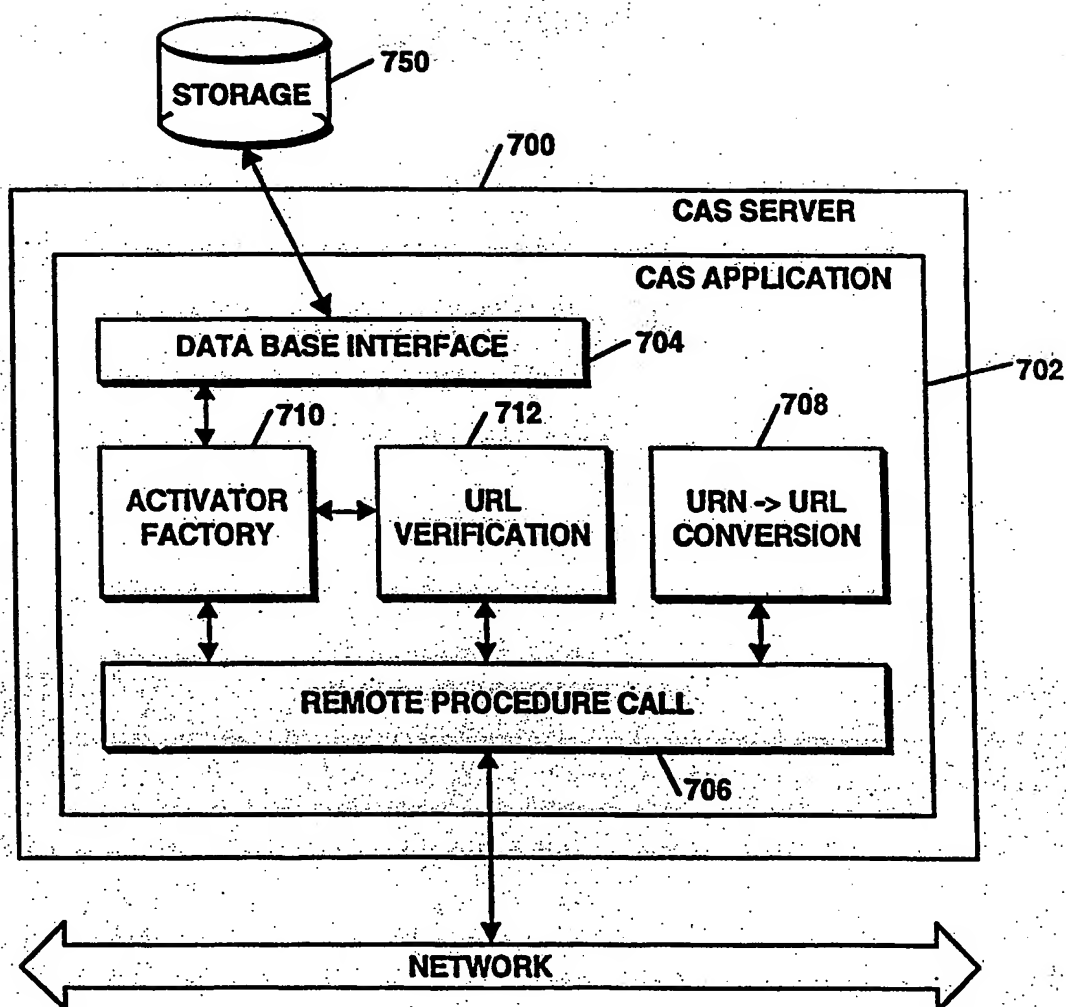 STORAGE
750
700
CAS SERVER
CAS APPLICATION
DATA BASE INTERFACE
704
702
710
712
708
ACTIVATOR
FACTORY
URL
VERIFICATION
URN -> URL
CONVERSION
REMOTE PROCEDURE CALL
706
NETWORK